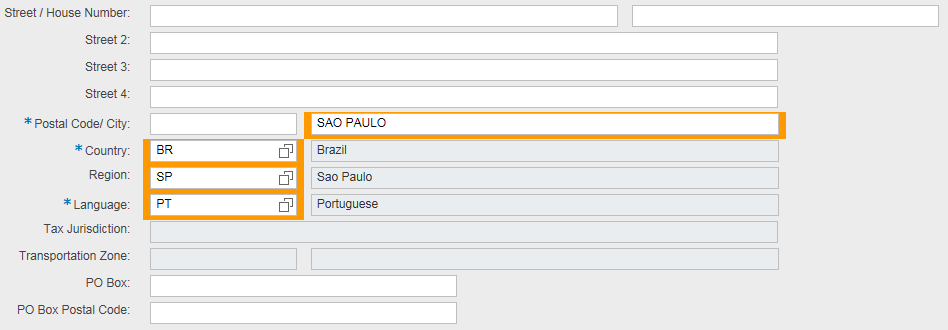 Street / House Number:
Street 2:
Street 3:
Street 4:
* Postal Code/ City: SAO PAULO
* Country: BR Brazil
Region: SP Sao Paulo
* Language: PT Portuguese
Tax Jurisdiction:
Transportation Zone:
PO Box:
PO Box Postal Code: